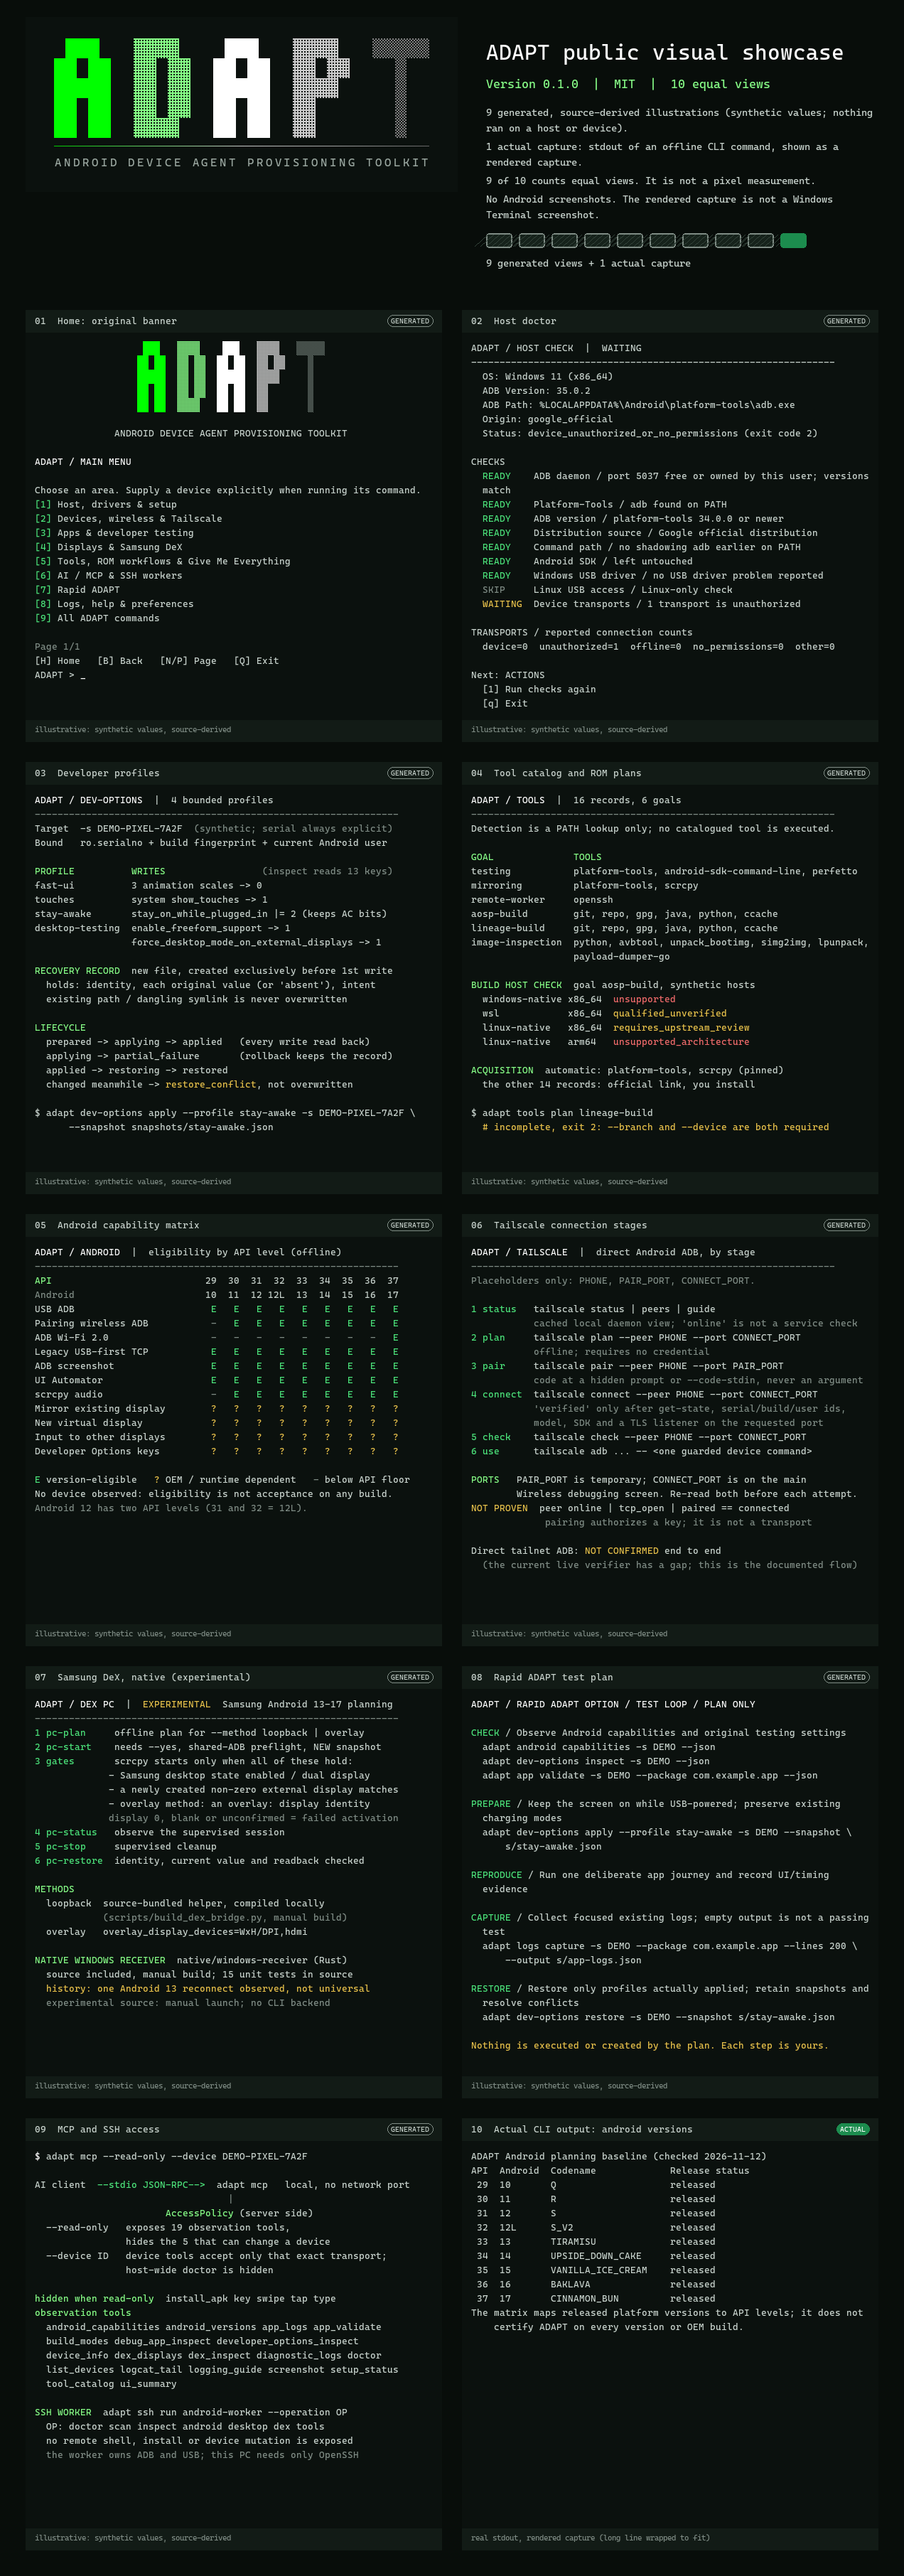 ADAPT
ANDROID DEVICE AGENT PROVISIONING TOOLKIT
ADAPT public visual showcase
Version 0.1.0 | MIT | 10 equal views
9 generated, source-derived illustrations (synthetic values; nothing
ran on a host or device).
1 actual capture: stdout of an offline CLI command, shown as a
rendered capture.
9 of 10 counts equal views. It is not a pixel measurement.
No Android screenshots. The rendered capture is not a Windows
Terminal screenshot.
9 generated views + 1 actual capture
01 Home: original banner GENERATED
ADAPT
ANDROID DEVICE AGENT PROVISIONING TOOLKIT
ADAPT / MAIN MENU
Choose an area. Supply a device explicitly when running its command.
[1] Host, drivers & setup
[2] Devices, wireless & Tailscale
[3] Apps & developer testing
[4] Displays & Samsung DeX
[5] Tools, ROM workflows & Give Me Everything
[6] AI / MCP & SSH workers
[7] Rapid ADAPT
[8] Logs, help & preferences
[9] All ADAPT commands
Page 1/1
[H] Home [B] Back [N/P] Page [Q] Exit
ADAPT > _
illustrative: synthetic values, source-derived
02 Host doctor GENERATED
ADAPT / HOST CHECK | WAITING
----------------------------------------------------------------
OS: Windows 11 (x86_64)
ADB Version: 35.0.2
ADB Path: %LOCALAPPDATA%\Android\platform-tools\adb.exe
Origin: google_official
Status: device_unauthorized_or_no_permissions (exit code 2)
CHECKS
READY ADB daemon / port 5037 free or owned by this user; versions
match
READY Platform-Tools / adb found on PATH
READY ADB version / platform-tools 34.0.0 or newer
READY Distribution source / Google official distribution
READY Command path / no shadowing adb earlier on PATH
READY Android SDK / left untouched
READY Windows USB driver / no USB driver problem reported
SKIP Linux USB access / Linux-only check
WAITING Device transports / 1 transport is unauthorized
TRANSPORTS / reported connection counts
device=0 unauthorized=1 offline=0 no_permissions=0 other=0
Next: ACTIONS
[1] Run checks again
[q] Exit
illustrative: synthetic values, source-derived
03 Developer profiles GENERATED
ADAPT / DEV-OPTIONS | 4 bounded profiles
----------------------------------------------------------------
Target -s DEMO-PIXEL-7A2F (synthetic; serial always explicit)
Bound ro.serialno + build fingerprint + current Android user
PROFILE WRITES (inspect reads 13 keys)
fast-ui 3 animation scales -> 0
touches system show_touches -> 1
stay-awake stay_on_while_plugged_in |= 2 (keeps AC bits)
desktop-testing enable_freeform_support -> 1
force_desktop_mode_on_external_displays -> 1
RECOVERY RECORD new file, created exclusively before 1st write
holds: identity, each original value (or 'absent'), intent
existing path / dangling symlink is never overwritten
LIFECYCLE
prepared -> applying -> applied (every write read back)
applying -> partial_failure (rollback keeps the record)
applied -> restoring -> restored
changed meanwhile -> restore_conflict, not overwritten
$ adapt dev-options apply --profile stay-awake -s DEMO-PIXEL-7A2F \
--snapshot snapshots/stay-awake.json
illustrative: synthetic values, source-derived
04 Tool catalog and ROM plans GENERATED
ADAPT / TOOLS | 16 records, 6 goals
----------------------------------------------------------------
Detection is a PATH lookup only; no catalogued tool is executed.
GOAL TOOLS
testing platform-tools, android-sdk-command-line, perfetto
mirroring platform-tools, scrcpy
remote-worker openssh
aosp-build git, repo, gpg, java, python, ccache
lineage-build git, repo, gpg, java, python, ccache
image-inspection python, avbtool, unpack_bootimg, simg2img, lpunpack,
payload-dumper-go
BUILD HOST CHECK goal aosp-build, synthetic hosts
windows-native x86_64 unsupported
wsl x86_64 qualified_unverified
linux-native x86_64 requires_upstream_review
linux-native arm64 unsupported_architecture
ACQUISITION automatic: platform-tools, scrcpy (pinned)
the other 14 records: official link, you install
$ adapt tools plan lineage-build
# incomplete, exit 2: --branch and --device are both required
illustrative: synthetic values, source-derived
05 Android capability matrix GENERATED
ADAPT / ANDROID | eligibility by API level (offline)
----------------------------------------------------------------
API 29 30 31 32 33 34 35 36 37
Android 10 11 12 12L 13 14 15 16 17
USB ADB E E E E E E E E E
Pairing wireless ADB - E E E E E E E E
ADB Wi-Fi 2.0 - - - - - - - - E
Legacy USB-first TCP E E E E E E E E E
ADB screenshot E E E E E E E E E
UI Automator E E E E E E E E E
scrcpy audio - E E E E E E E E
Mirror existing display ? ? ? ? ? ? ? ? ?
New virtual display ? ? ? ? ? ? ? ? ?
Input to other displays ? ? ? ? ? ? ? ? ?
Developer Options keys ? ? ? ? ? ? ? ? ?
E version-eligible ? OEM / runtime dependent - below API floor
No device observed: eligibility is not acceptance on any build.
Android 12 has two API levels (31 and 32 = 12L).
illustrative: synthetic values, source-derived
06 Tailscale connection stages GENERATED
ADAPT / TAILSCALE | direct Android ADB, by stage
----------------------------------------------------------------
Placeholders only: PHONE, PAIR_PORT, CONNECT_PORT.
1 status tailscale status | peers | guide
cached local daemon view; 'online' is not a service check
2 plan tailscale plan --peer PHONE --port CONNECT_PORT
offline; requires no credential
3 pair tailscale pair --peer PHONE --port PAIR_PORT
code at a hidden prompt or --code-stdin, never an argument
4 connect tailscale connect --peer PHONE --port CONNECT_PORT
'verified' only after get-state, serial/build/user ids,
model, SDK and a TLS listener on the requested port
5 check tailscale check --peer PHONE --port CONNECT_PORT
6 use tailscale adb ... -- <one guarded device command>
PORTS PAIR_PORT is temporary; CONNECT_PORT is on the main
Wireless debugging screen. Re-read both before each attempt.
NOT PROVEN peer online | tcp_open | paired == connected
pairing authorizes a key; it is not a transport
Direct tailnet ADB: NOT CONFIRMED end to end
(the current live verifier has a gap; this is the documented flow)
illustrative: synthetic values, source-derived
07 Samsung DeX, native (experimental) GENERATED
ADAPT / DEX PC | EXPERIMENTAL Samsung Android 13-17 planning
----------------------------------------------------------------
1 pc-plan offline plan for --method loopback | overlay
2 pc-start needs --yes, shared-ADB preflight, NEW snapshot
3 gates scrcpy starts only when all of these hold:
- Samsung desktop state enabled / dual display
- a newly created non-zero external display matches
- overlay method: an overlay: display identity
display 0, blank or unconfirmed = failed activation
4 pc-status observe the supervised session
5 pc-stop supervised cleanup
6 pc-restore identity, current value and readback checked
METHODS
loopback source-bundled helper, compiled locally
(scripts/build_dex_bridge.py, manual build)
overlay overlay_display_devices=WxH/DPI,hdmi
NATIVE WINDOWS RECEIVER native/windows-receiver (Rust)
source included, manual build; 15 unit tests in source
history: one Android 13 reconnect observed, not universal
experimental source: manual launch; no CLI backend
illustrative: synthetic values, source-derived
08 Rapid ADAPT test plan GENERATED
ADAPT / RAPID ADAPT OPTION / TEST LOOP / PLAN ONLY
CHECK / Observe Android capabilities and original testing settings
adapt android capabilities -s DEMO --json
adapt dev-options inspect -s DEMO --json
adapt app validate -s DEMO --package com.example.app --json
PREPARE / Keep the screen on while USB-powered; preserve existing
charging modes
adapt dev-options apply --profile stay-awake -s DEMO --snapshot \
s/stay-awake.json
REPRODUCE / Run one deliberate app journey and record UI/timing
evidence
CAPTURE / Collect focused existing logs; empty output is not a passing
test
adapt logs capture -s DEMO --package com.example.app --lines 200 \
--output s/app-logs.json
RESTORE / Restore only profiles actually applied; retain snapshots and
resolve conflicts
adapt dev-options restore -s DEMO --snapshot s/stay-awake.json
Nothing is executed or created by the plan. Each step is yours.
illustrative: synthetic values, source-derived
09 MCP and SSH access GENERATED
$ adapt mcp --read-only --device DEMO-PIXEL-7A2F
AI client --stdio JSON-RPC--> adapt mcp local, no network port
|
AccessPolicy (server side)
--read-only exposes 19 observation tools,
hides the 5 that can change a device
--device ID device tools accept only that exact transport;
host-wide doctor is hidden
hidden when read-only install_apk key swipe tap type
observation tools
android_capabilities android_versions app_logs app_validate
build_modes debug_app_inspect developer_options_inspect
device_info dex_displays dex_inspect diagnostic_logs doctor
list_devices logcat_tail logging_guide screenshot setup_status
tool_catalog ui_summary
SSH WORKER adapt ssh run android-worker --operation OP
OP: doctor scan inspect android desktop dex tools
no remote shell, install or device mutation is exposed
the worker owns ADB and USB; this PC needs only OpenSSH
illustrative: synthetic values, source-derived
10 Actual CLI output: android versions ACTUAL
ADAPT Android planning baseline (checked 2026-11-12)
API Android Codename Release status
29 10 Q released
30 11 R released
31 12 S released
32 12L S_V2 released
33 13 TIRAMISU released
34 14 UPSIDE_DOWN_CAKE released
35 15 VANILLA_ICE_CREAM released
36 16 BAKLAVA released
37 17 CINNAMON_BUN released
The matrix maps released platform versions to API levels; it does not
certify ADAPT on every version or OEM build.
real stdout, rendered capture (long line wrapped to fit)